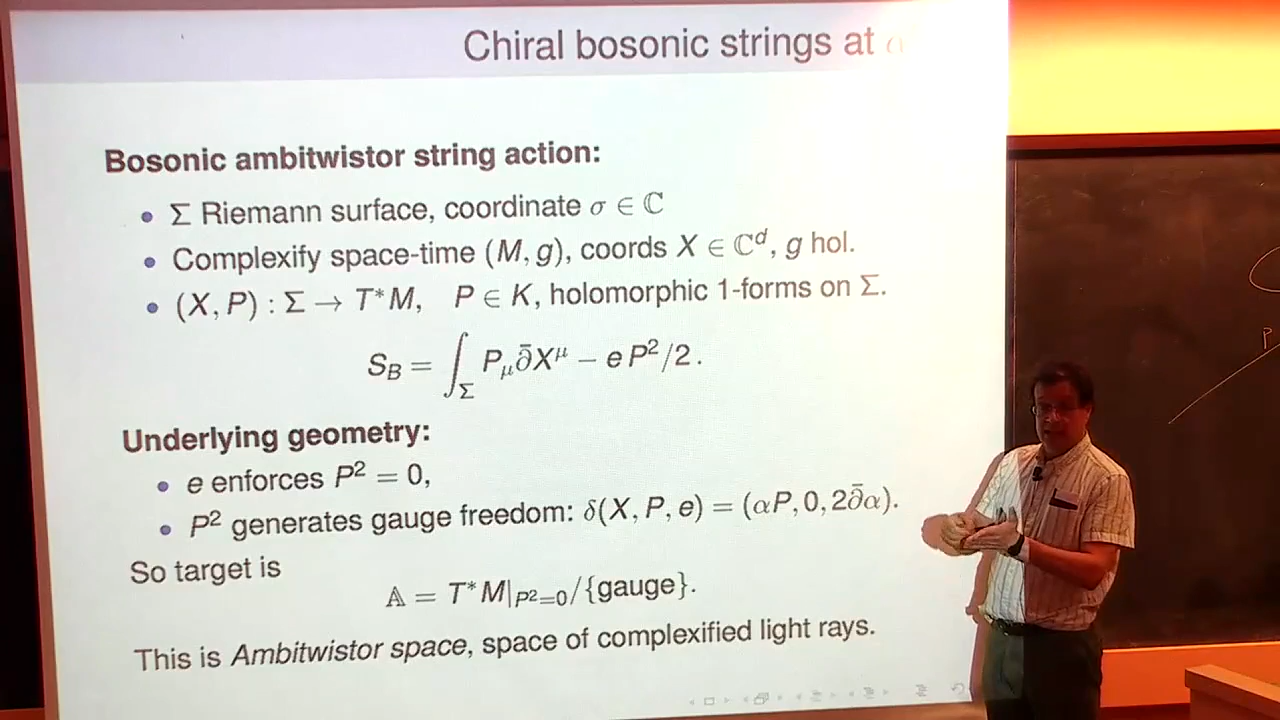 Chiral bosonic strings at α
Bosonic ambitwistor string action:
• Σ Riemann surface, coordinate σ ∈ ℂ
• Complexify space-time (M, g), coords X ∈ ℂᵈ, g hol.
• (X, P) : Σ → T*M, P ∈ K, holomorphic 1-forms on Σ.
S_B = ∫_Σ P_μ ∂̄X^μ − e P²/2 .
Underlying geometry:
• e enforces P² = 0,
• P² generates gauge freedom: δ(X, P, e) = (αP, 0, 2∂̄α).
So target is
𝔸 = T*M|_{P²=0}/{gauge}.
This is Ambitwistor space, space of complexified light rays.
P